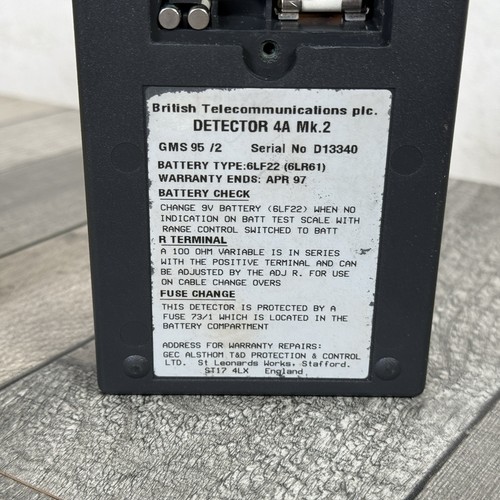 British Telecommunications plc.
DETECTOR 4A Mk.2
GMS 95 /2 Serial No D13340
BATTERY TYPE:6LF22 (6LR61)
WARRANTY ENDS: APR 97
BATTERY CHECK
CHANGE 9V BATTERY (6LF22) WHEN NO
INDICATION ON BATT TEST SCALE WITH
RANGE CONTROL SWITCHED TO BATT
R TERMINAL
A 100 OHM VARIABLE IS IN SERIES
WITH THE POSITIVE TERMINAL AND CAN
BE ADJUSTED BY THE ADJ R. FOR USE
ON CABLE CHANGE OVERS
FUSE CHANGE
THIS DETECTOR IS PROTECTED BY A
FUSE 73/1 WHICH IS LOCATED IN THE
BATTERY COMPARTMENT
ADDRESS FOR WARRANTY REPAIRS:
GEC ALSTHOM T&D PROTECTION & CONTROL
LTD. St Leonards Works, Stafford.
ST17 4LX England